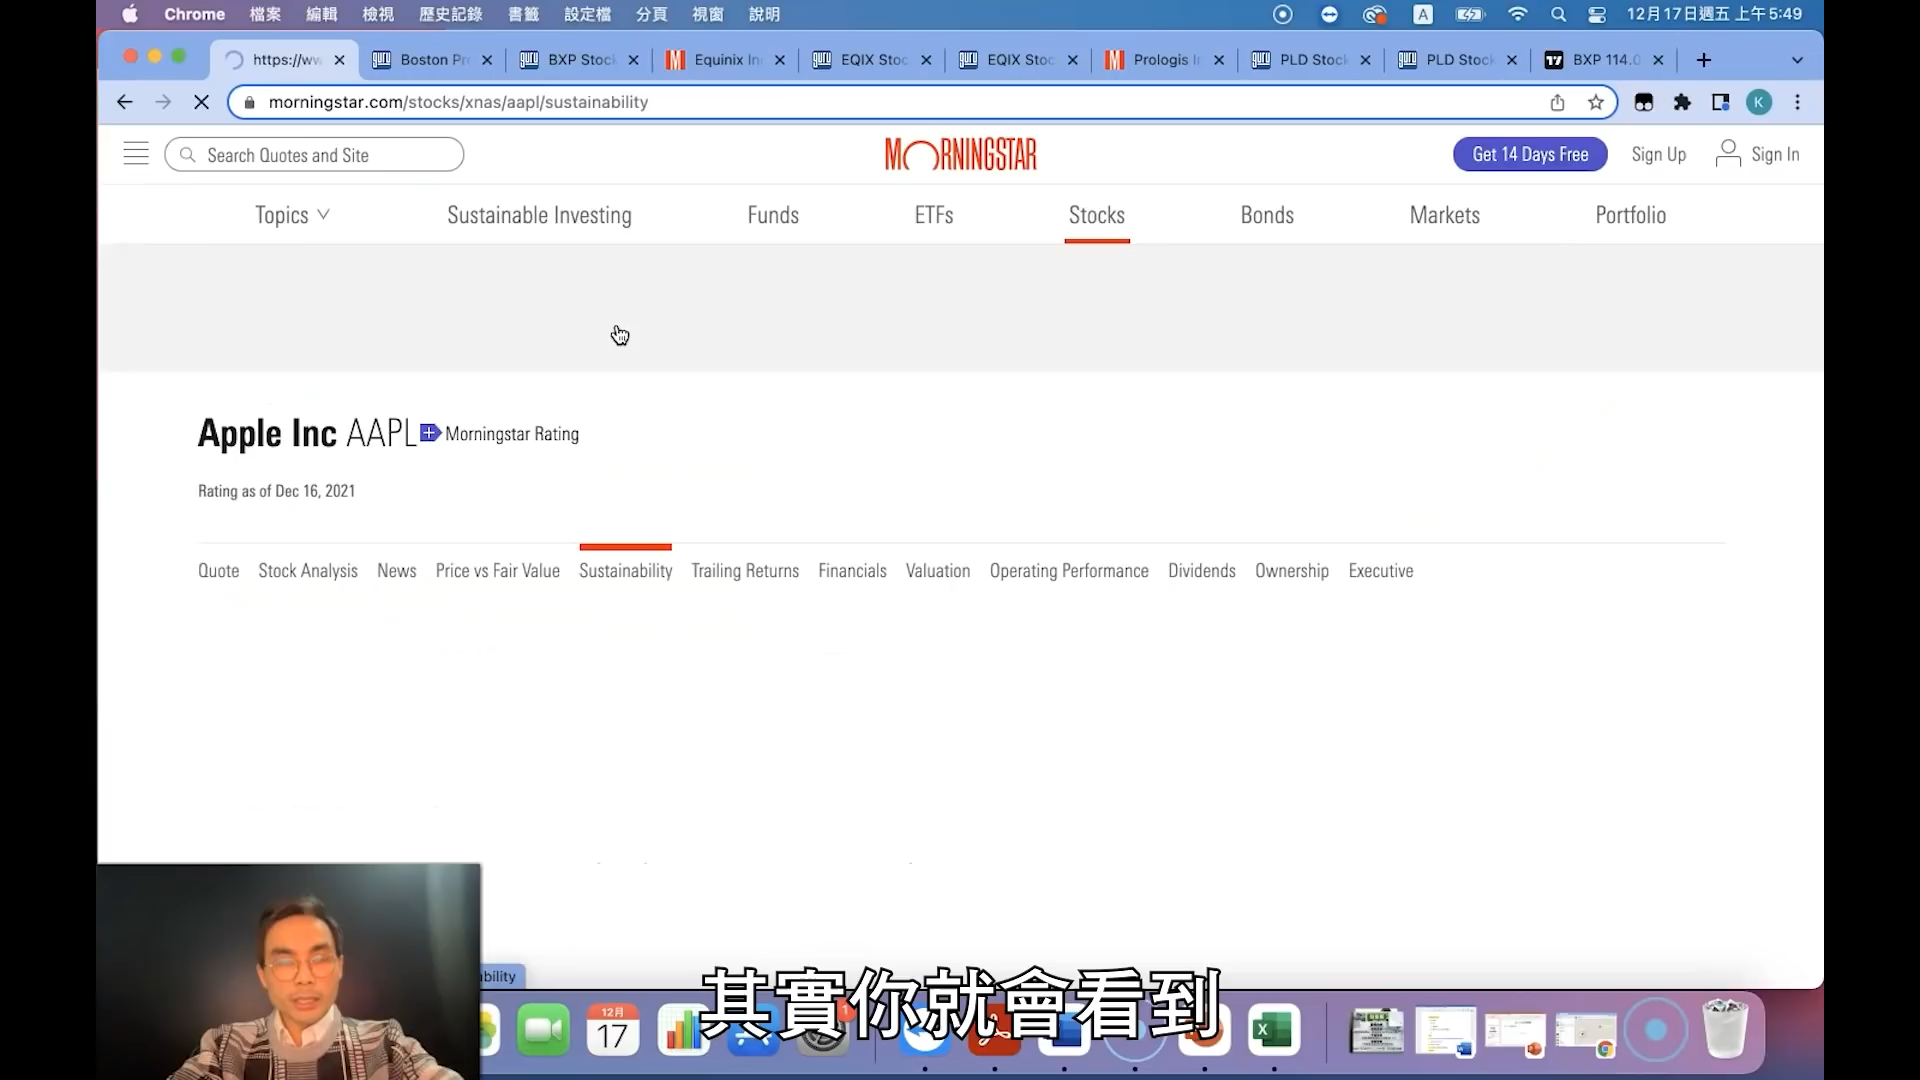 Chrome 檔案 編輯 檢視 歷史記錄 書籤 設定檔 分頁 視窗 說明 A 12月17日週五 上午5:49
https://ww Boston Pr BXP Stoc Equinix In EQIX Stoc EQIX Stoc Prologis I PLD Stock PLD Stoc BXP 114.0
morningstar.com/stocks/xnas/aapl/sustainability K
Search Quotes and Site MORNINGSTAR Get 14 Days Free Sign Up Sign In
Topics Sustainable Investing Funds ETFs Stocks Bonds Markets Portfolio
Apple Inc AAPL Morningstar Rating
Rating as of Dec 16, 2021
Quote Stock Analysis News Price vs Fair Value Sustainability Trailing Returns Financials Valuation Operating Performance Dividends Ownership Executive
bility
12月
17
1
其實你就會看到